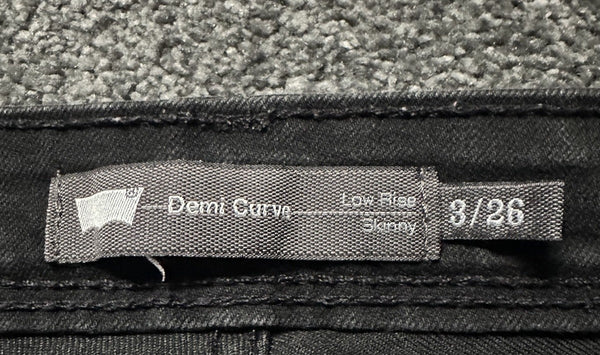 Demi Curve
Low Rise
Skinny
3/26